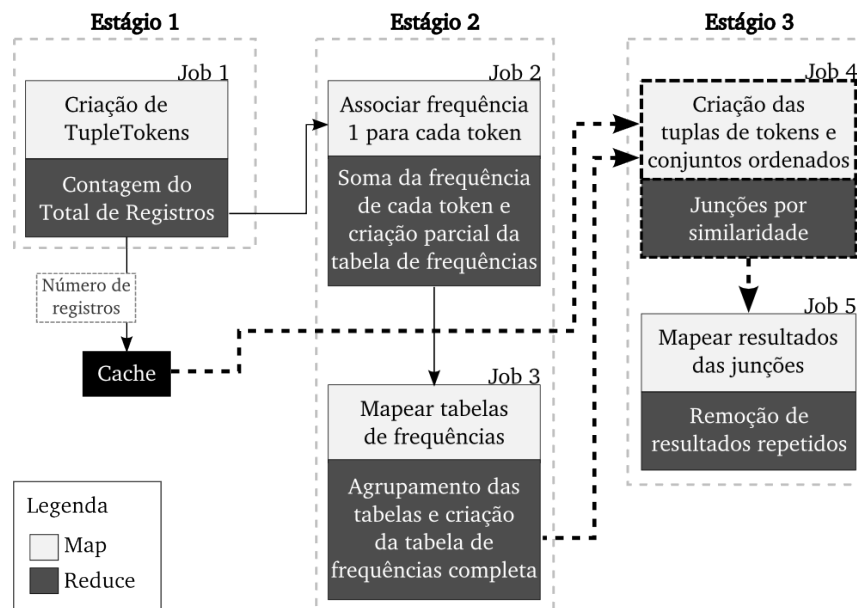 Estágio 1
Job 1
Criação de
TupleTokens
Contagem do
Total de Registros
Número de
registros
Cache
Estágio 2
Job 2
Associar frequência
1 para cada token
Soma da frequência
de cada token e
criação parcial da
tabela de frequências
Job 3
Mapear tabelas
de frequências
Agrupamento das
tabelas e criação
da tabela de
frequências completa
Estágio 3
Job 4
Criação das
tuplas de tokens e
conjuntos ordenados
Junções por
similaridade
Job 5
Mapear resultados
das junções
Remoção de
resultados repetidos
Legenda
Map
Reduce